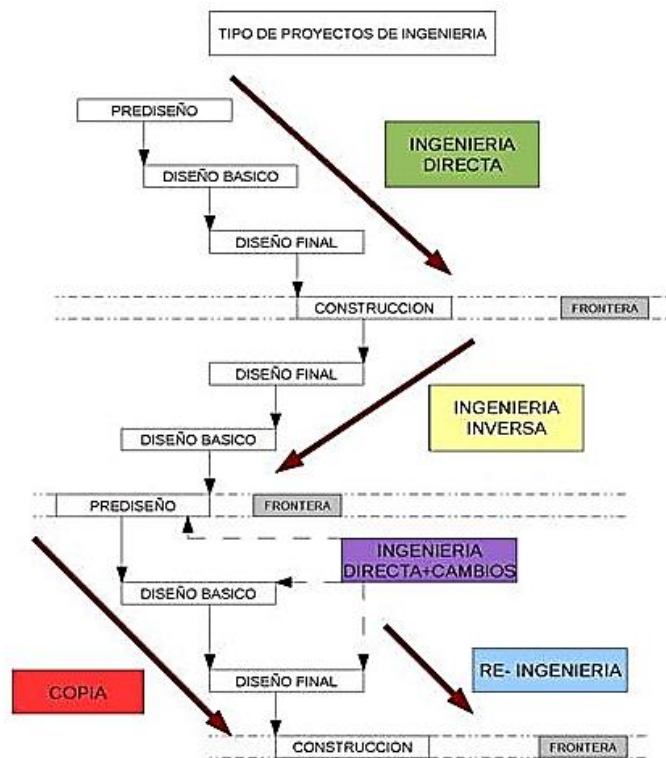 TIPO DE PROYECTOS DE INGENIERIA
PREDISEÑO
INGENIERIA
DIRECTA
DISEÑO BASICO
DISEÑO FINAL
CONSTRUCCION
FRONTERA
DISEÑO FINAL
INGENIERIA
INVERSA
DISEÑO BASICO
PREDISEÑO
FRONTERA
INGENIERIA
DIRECTA+CAMBIOS
DISEÑO BASICO
COPIA
DISEÑO FINAL
RE- INGENIERIA
CONSTRUCCION
FRONTERA